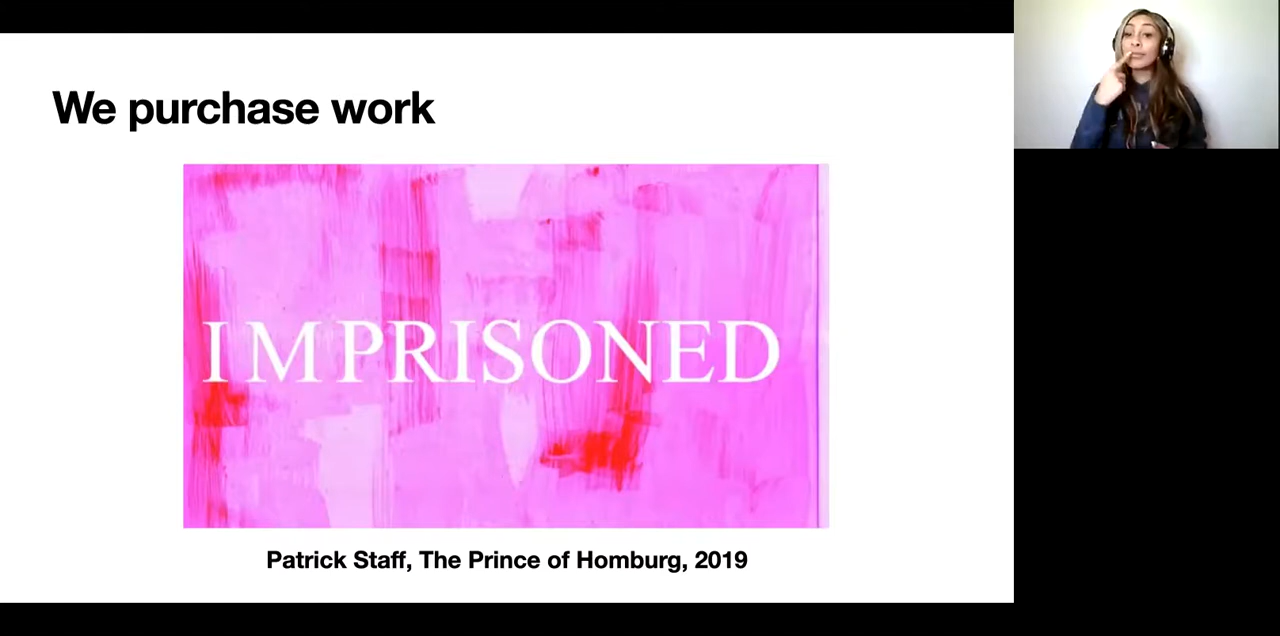 We purchase work
IMPRISONED
Patrick Staff, The Prince of Homburg, 2019